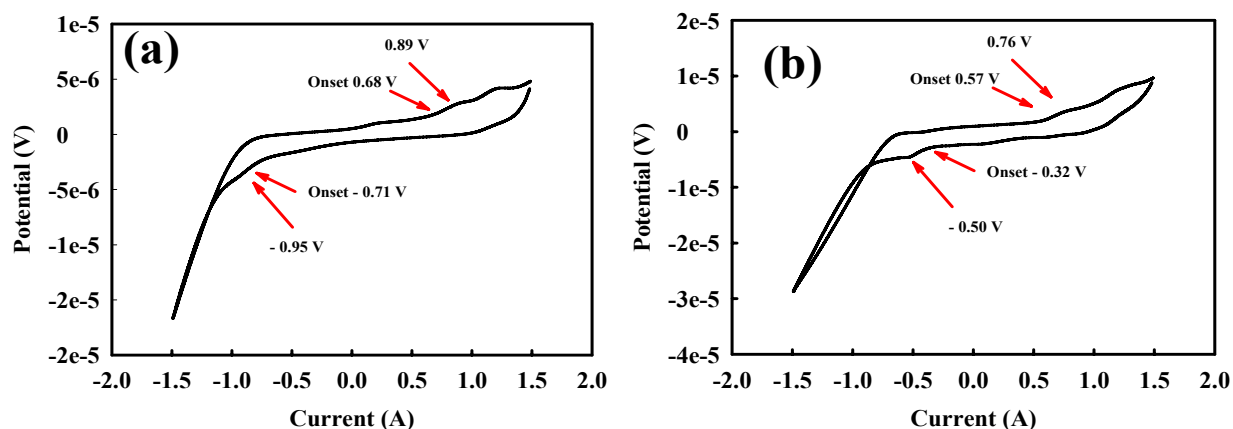 (a)
1e-5
5e-6
0
-5e-6
-1e-5
-2e-5
-2e-5
Potential (V)
-2.0 -1.5 -1.0 -0.5 0.0 0.5 1.0 1.5 2.0
Current (A)
0.89 V
Onset 0.68 V
Onset - 0.71 V
- 0.95 V
(b)
2e-5
1e-5
0
-1e-5
-2e-5
-3e-5
-4e-5
Potential (V)
-2.0 -1.5 -1.0 -0.5 0.0 0.5 1.0 1.5 2.0
Current (A)
0.76 V
Onset 0.57 V
Onset - 0.32 V
- 0.50 V